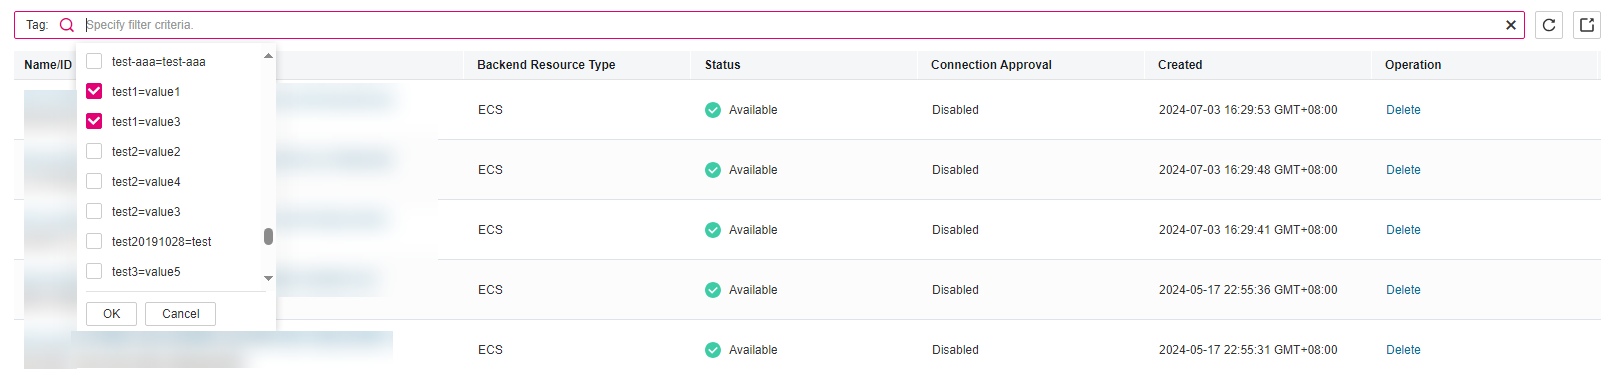 Tag: Specify filter criteria.
Name/ID Backend Resource Type Status Connection Approval Created Operation
test-aaa=test-aaa
test1=value1
test1=value3
test2=value2
test2=value4
test2=value3
test20191028=test
test3=value5
OK Cancel
ECS Available Disabled 2024-07-03 16:29:53 GMT+08:00 Delete
ECS Available Disabled 2024-07-03 16:29:48 GMT+08:00 Delete
ECS Available Disabled 2024-07-03 16:29:41 GMT+08:00 Delete
ECS Available Disabled 2024-05-17 22:55:36 GMT+08:00 Delete
ECS Available Disabled 2024-05-17 22:55:31 GMT+08:00 Delete